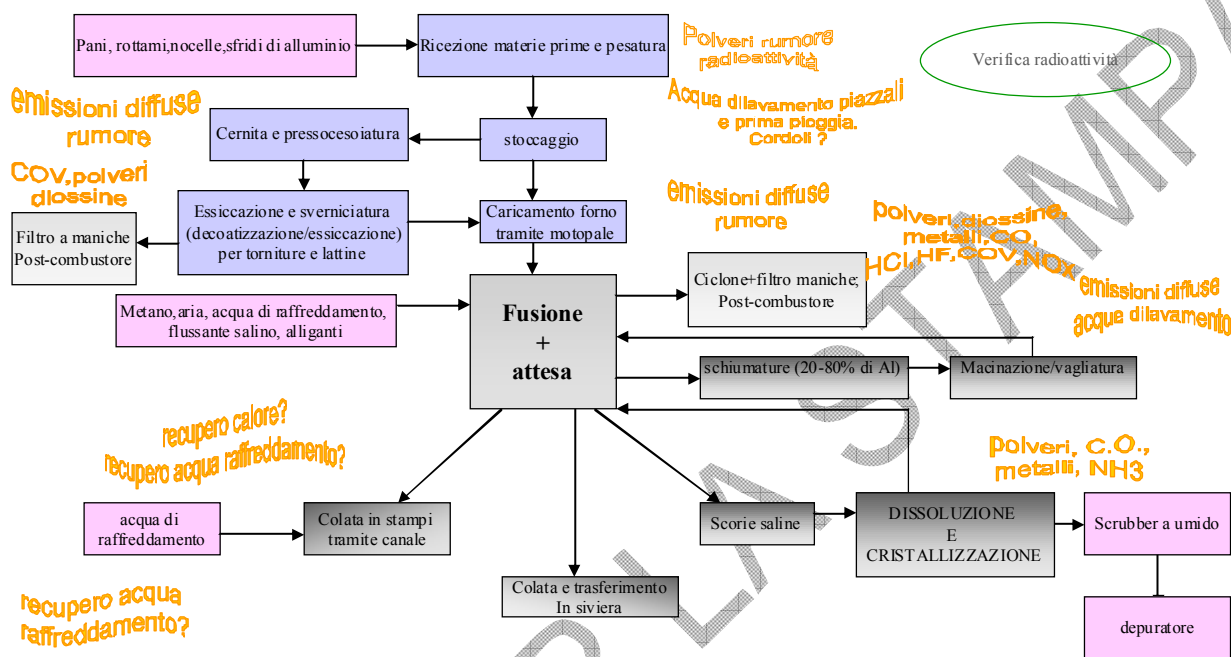 Pani, rottami,nocelle,sfridi di alluminio
Ricezione materie prime e pesatura
Polveri rumore
radioattività
Verifica radioattività
emissioni diffuse
rumore
Acqua dilavamento piazzali
e prima pioggia.
Cordoli ?
Cernita e pressocesoiatura
stoccaggio
COV,polveri
diossine
Filtro a maniche
Post-combustore
Essiccazione e sverniciatura
(decoatizzazione/essiccazione)
per torniture e lattine
Caricamento forno
tramite motopale
emissioni diffuse
rumore
polveri,diossine,
metalli,CO,
HCl,HF,COV,NOx
Ciclone+filtro maniche;
Post-combustore
emissioni diffuse
acqua dilavamento
Metano,aria, acqua di raffreddamento,
flussante salino, alliganti
Fusione
+
attesa
schiumature (20-80% di Al)
Macinazione/vagliatura
recupero calore?
recupero acqua raffreddamento?
polveri, C.O.,
metalli, NH3
acqua di
raffreddamento
Colata in stampi
tramite canale
Scorie saline
DISSOLUZIONE
E
CRISTALLIZZAZIONE
Scrubber a umido
Colata e trasferimento
In siviera
recupero acqua
raffreddamento?
depuratore
LA STAMPA